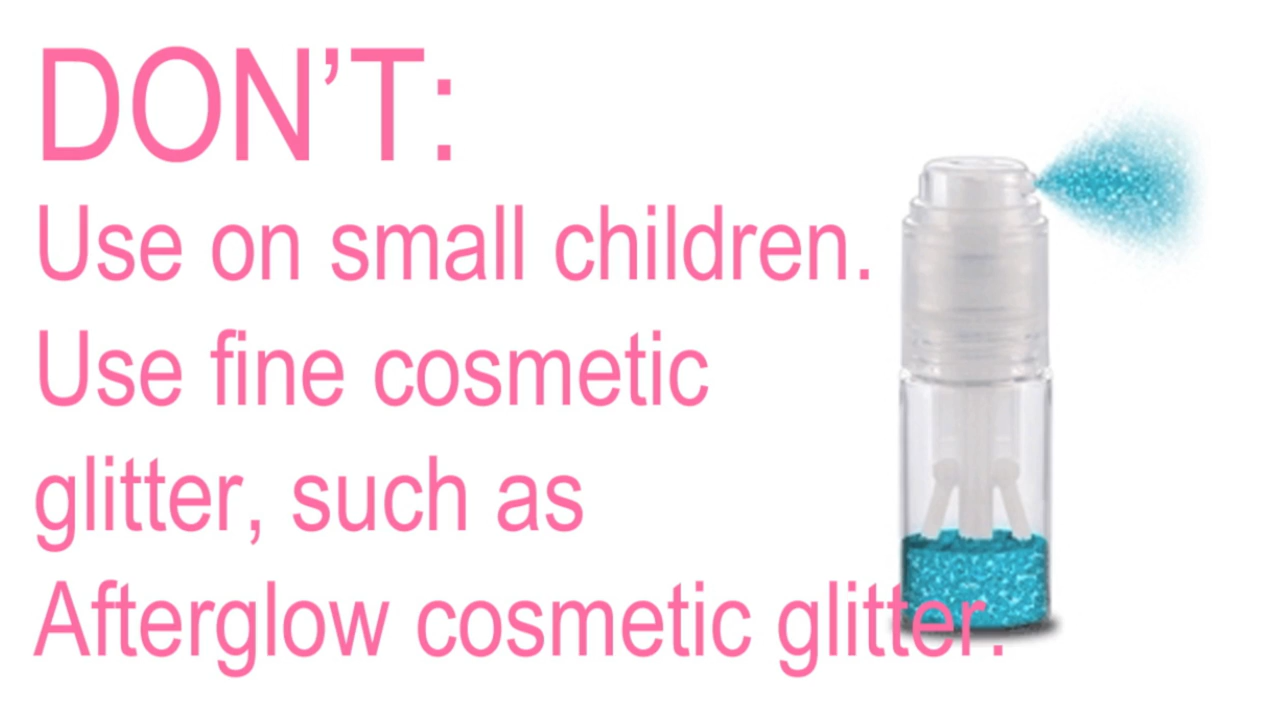 DON’T:
Use on small children.
Use fine cosmetic
glitter, such as
Afterglow cosmetic glitter.